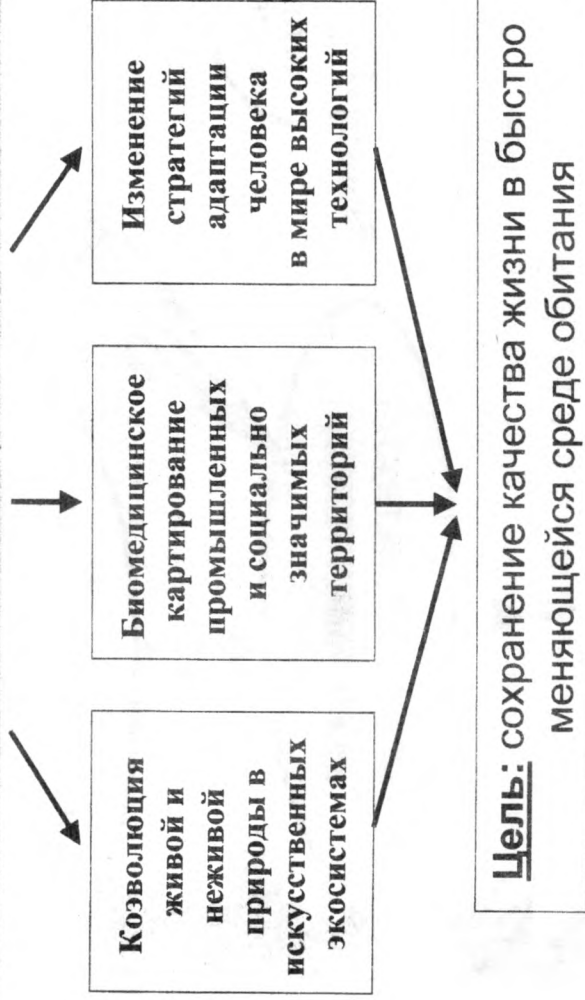 Коэволюция
живой и
неживой
природы в
искусственных
экосистемах
Биомедицинское
картирование
промышленных
и социально
значимых
территорий
Изменение
стратегий
адаптации
человека
в мире высоких
технологий
Цель: сохранение качества жизни в быстро
меняющейся среде обитания